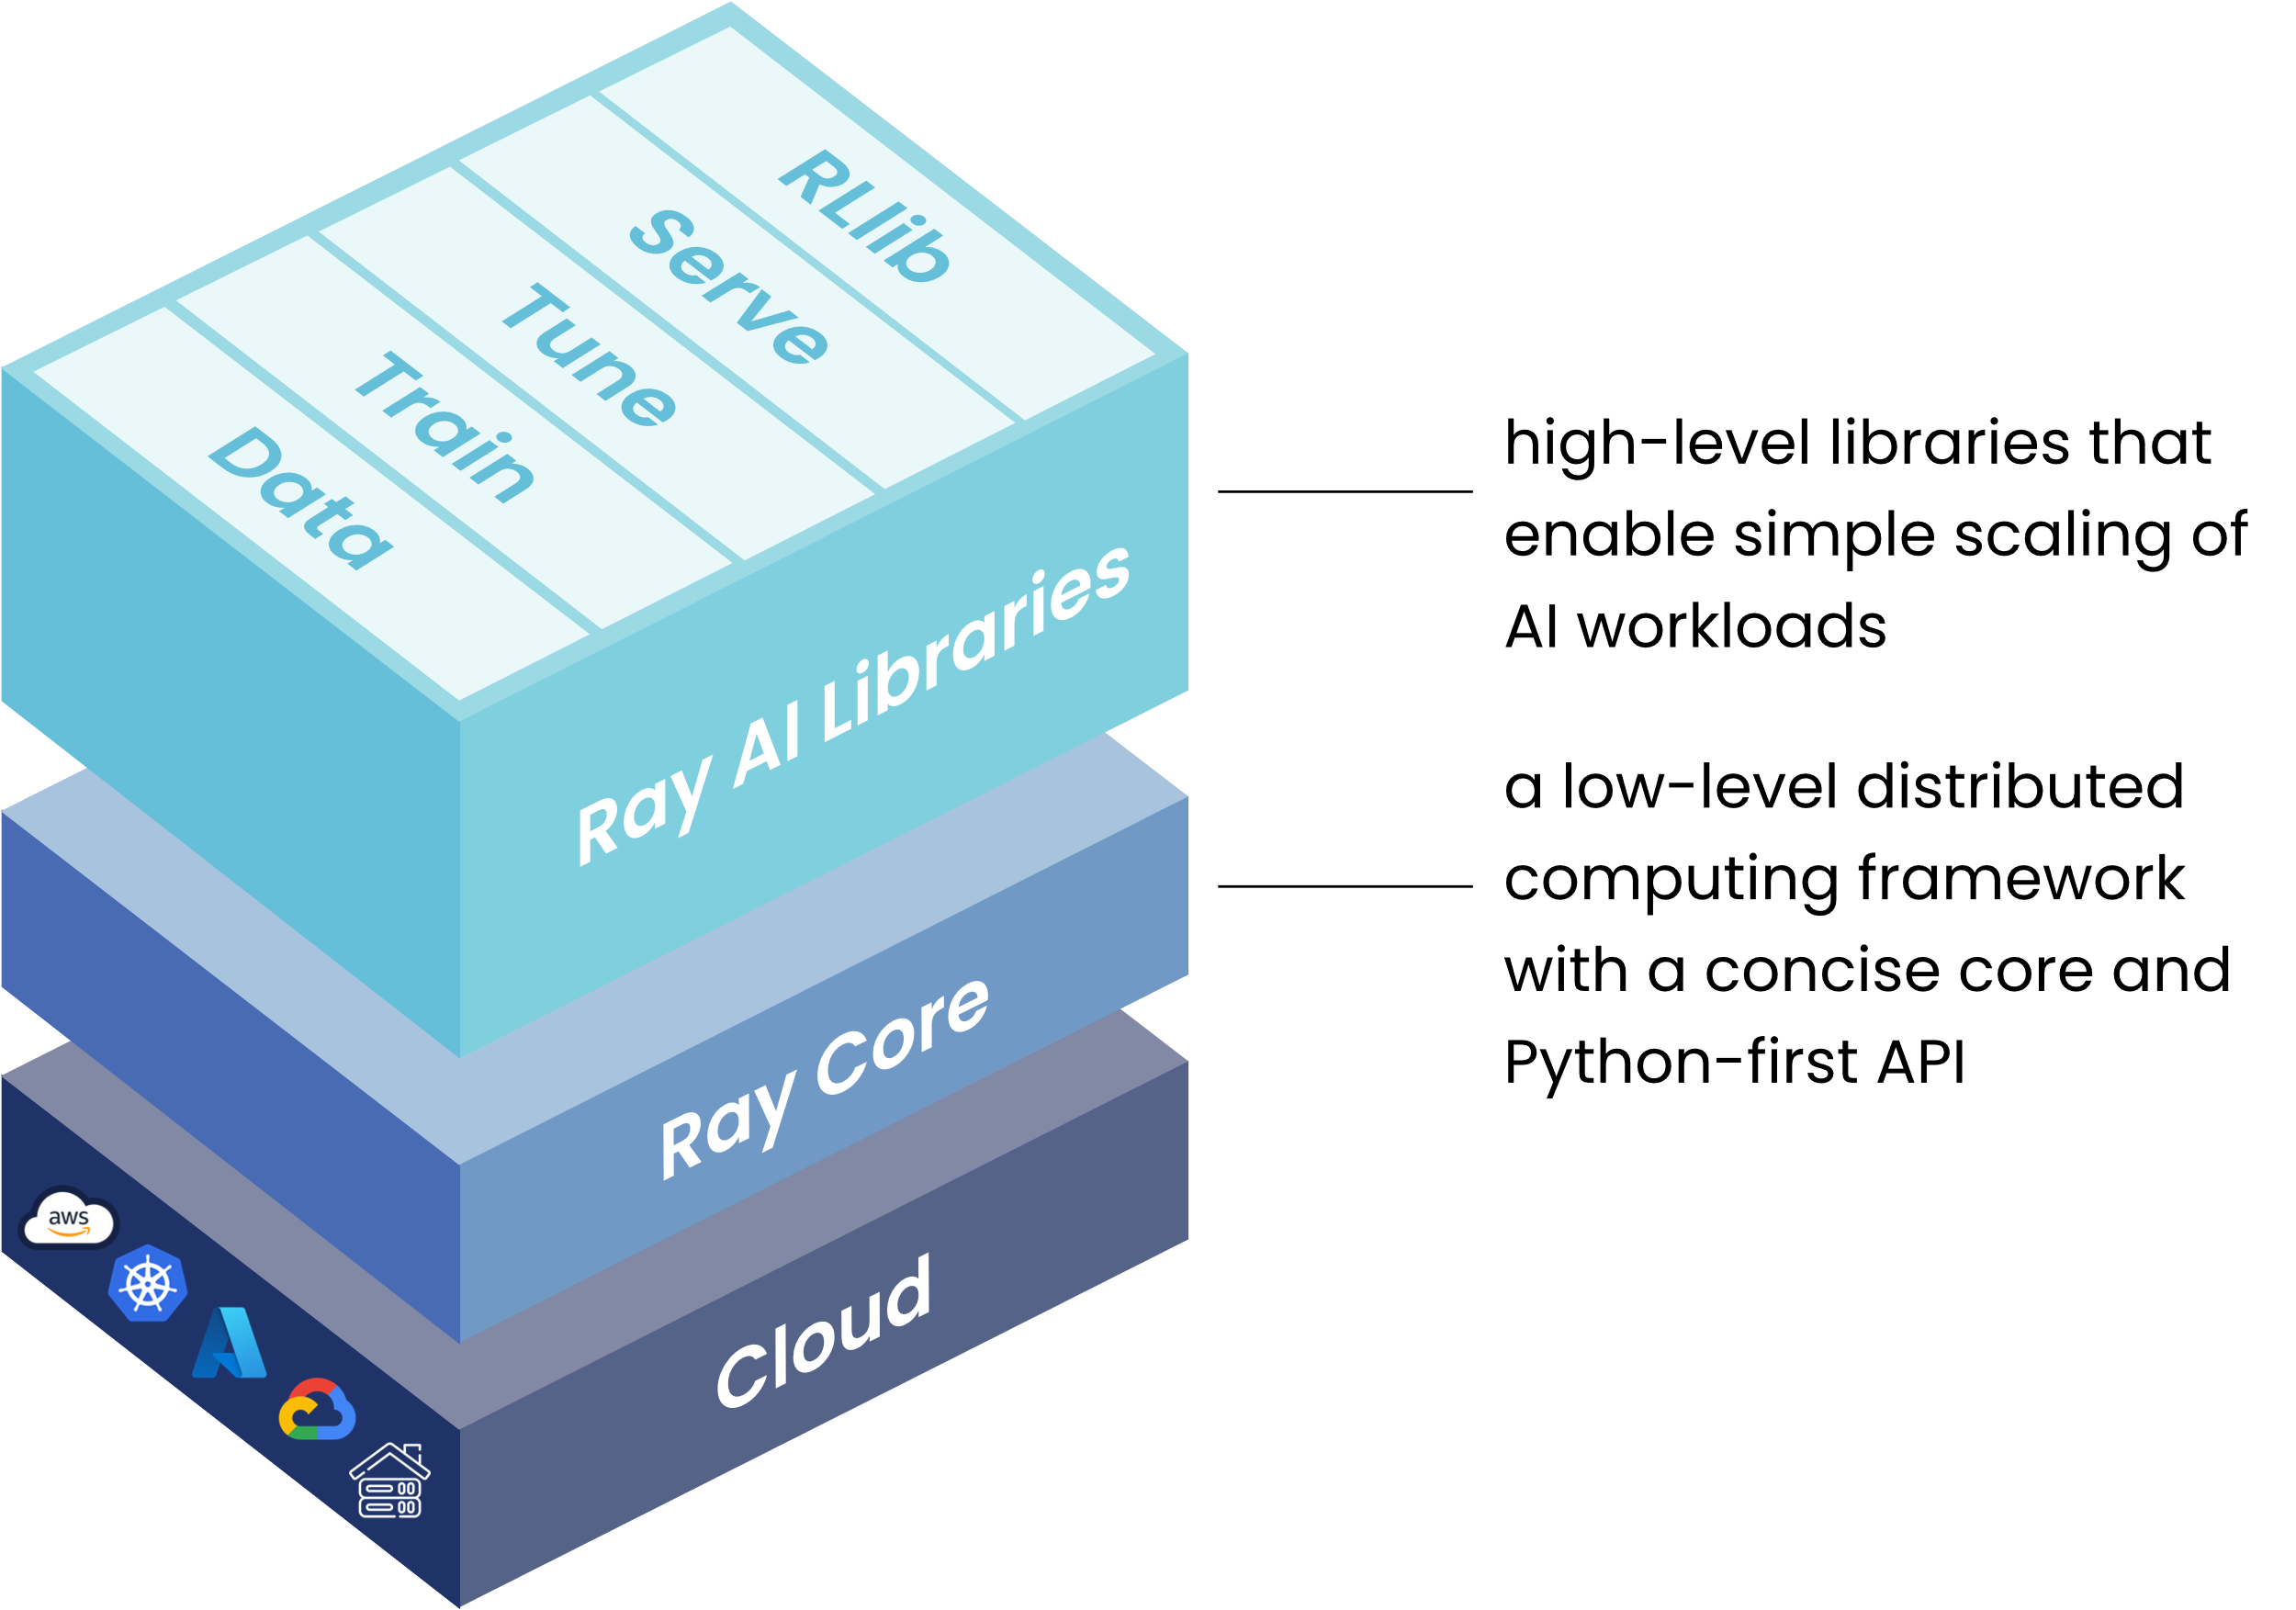 RLlib
Serve
Tune
Train
Data
Ray AI Libraries
high-level libraries that
enable simple scaling of
AI workloads
Ray Core
a low-level distributed
computing framework
with a concise core and
Python-first API
Cloud
aws